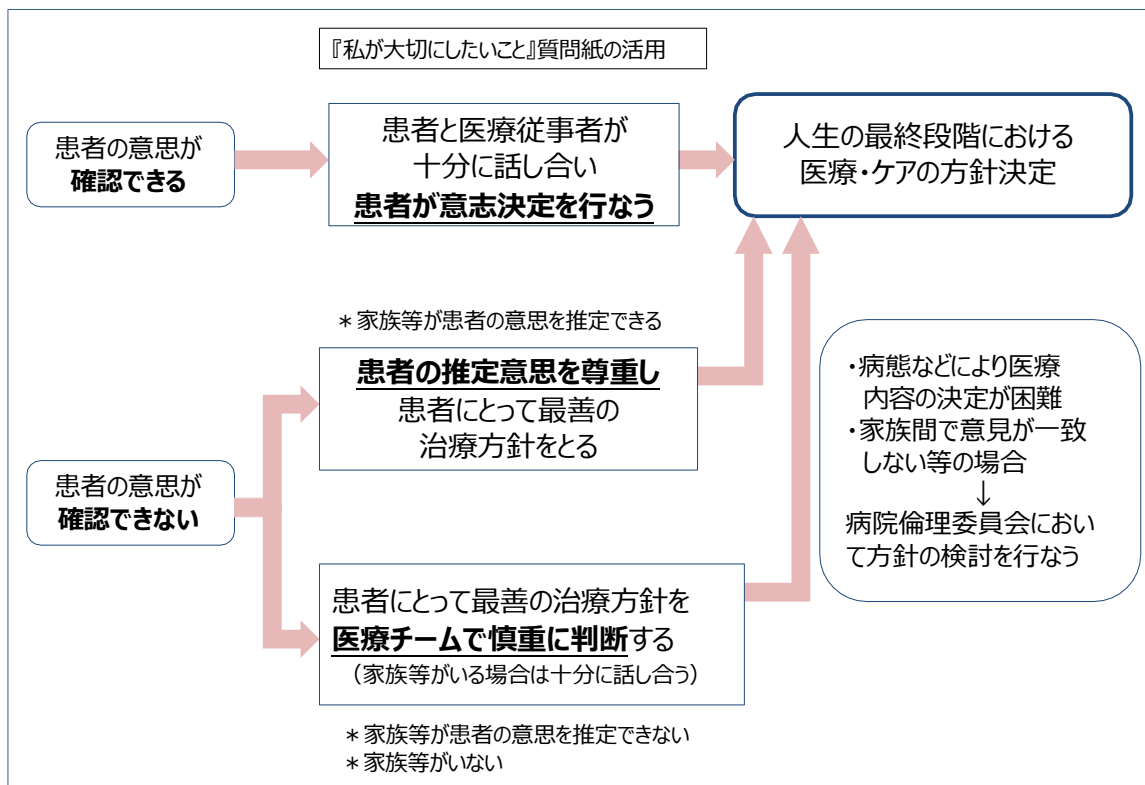 『私が大切にしたいこと』質問紙の活用
患者の意思が
確認できる
患者と医療従事者が
十分に話し合い
患者が意志決定を行なう
人生の最終段階における
医療・ケアの方針決定
＊家族等が患者の意思を推定できる
患者の推定意思を尊重し
患者にとって最善の
治療方針をとる
患者の意思が
確認できない
患者にとって最善の治療方針を
医療チームで慎重に判断する
（家族等がいる場合は十分に話し合う）
＊家族等が患者の意思を推定できない
＊家族等がいない
・病態などにより医療
内容の決定が困難
・家族間で意見が一致
しない等の場合
↓
病院倫理委員会におい
て方針の検討を行なう